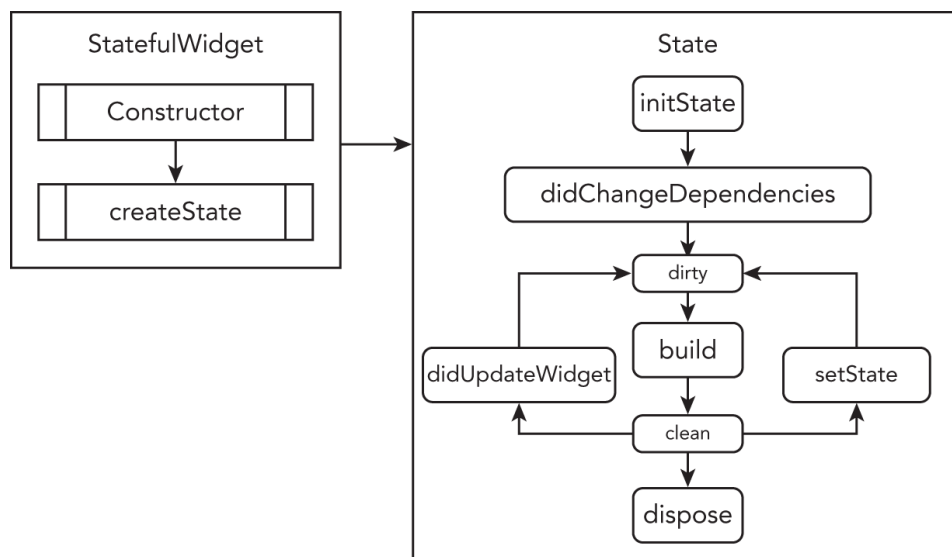 StatefulWidget
Constructor
createState
State
initState
didChangeDependencies
dirty
build
didUpdateWidget
setState
clean
dispose